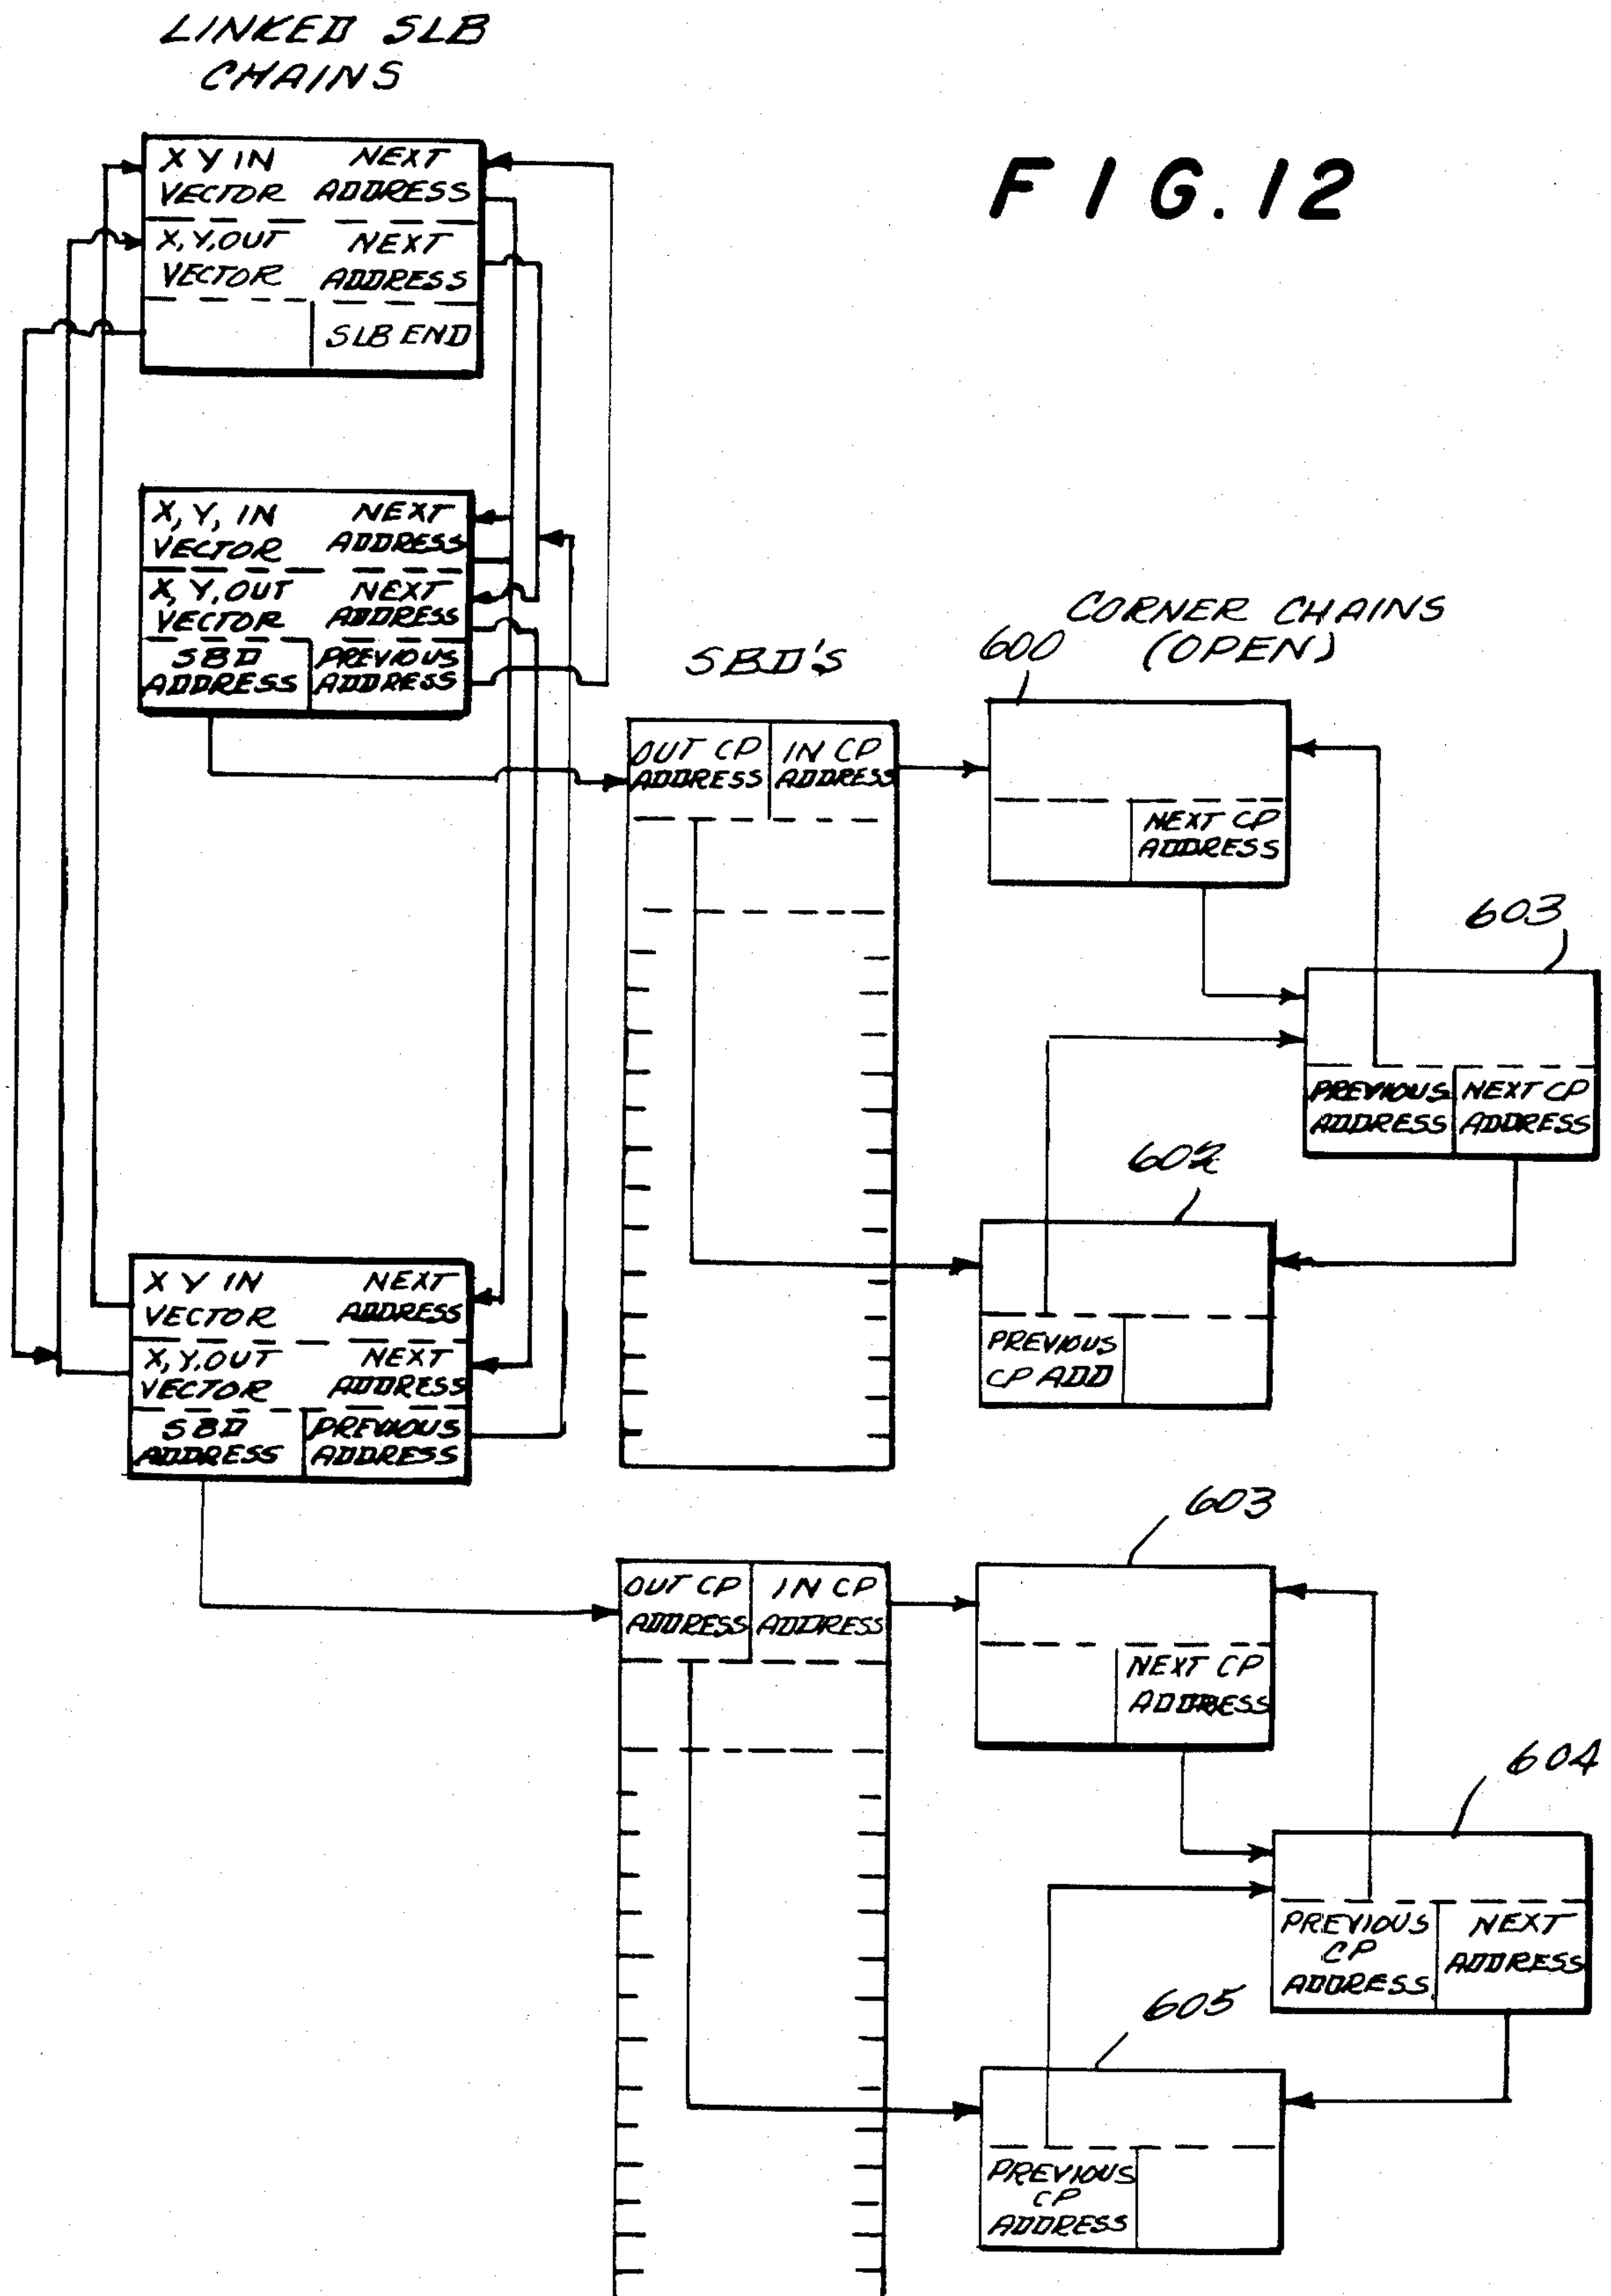 LINKED SLB
CHAINS
FIG.12
X Y IN NEXT
VECTOR ADDRESS
X, Y, OUT NEXT
VECTOR ADDRESS
SLB END
X, Y, IN NEXT
VECTOR ADDRESS
X, Y, OUT NEXT
VECTOR ADDRESS
SBD PREVIOUS
ADDRESS ADDRESS
X Y IN NEXT
VECTOR ADDRESS
X, Y, OUT NEXT
VECTOR ADDRESS
SBD PREVIOUS
ADDRESS ADDRESS
SBD'S
OUT CP IN CP
ADDRESS ADDRESS
CORNER CHAINS
(OPEN)
600
NEXT CP
ADDRESS
603
PREVIOUS NEXT CP
ADDRESS ADDRESS
602
PREVIOUS
CP ADD
OUT CP IN CP
ADDRESS ADDRESS
603
NEXT CP
ADDRESS
604
PREVIOUS NEXT
CP
ADDRESS ADDRESS
605
PREVIOUS
CP
ADDRESS